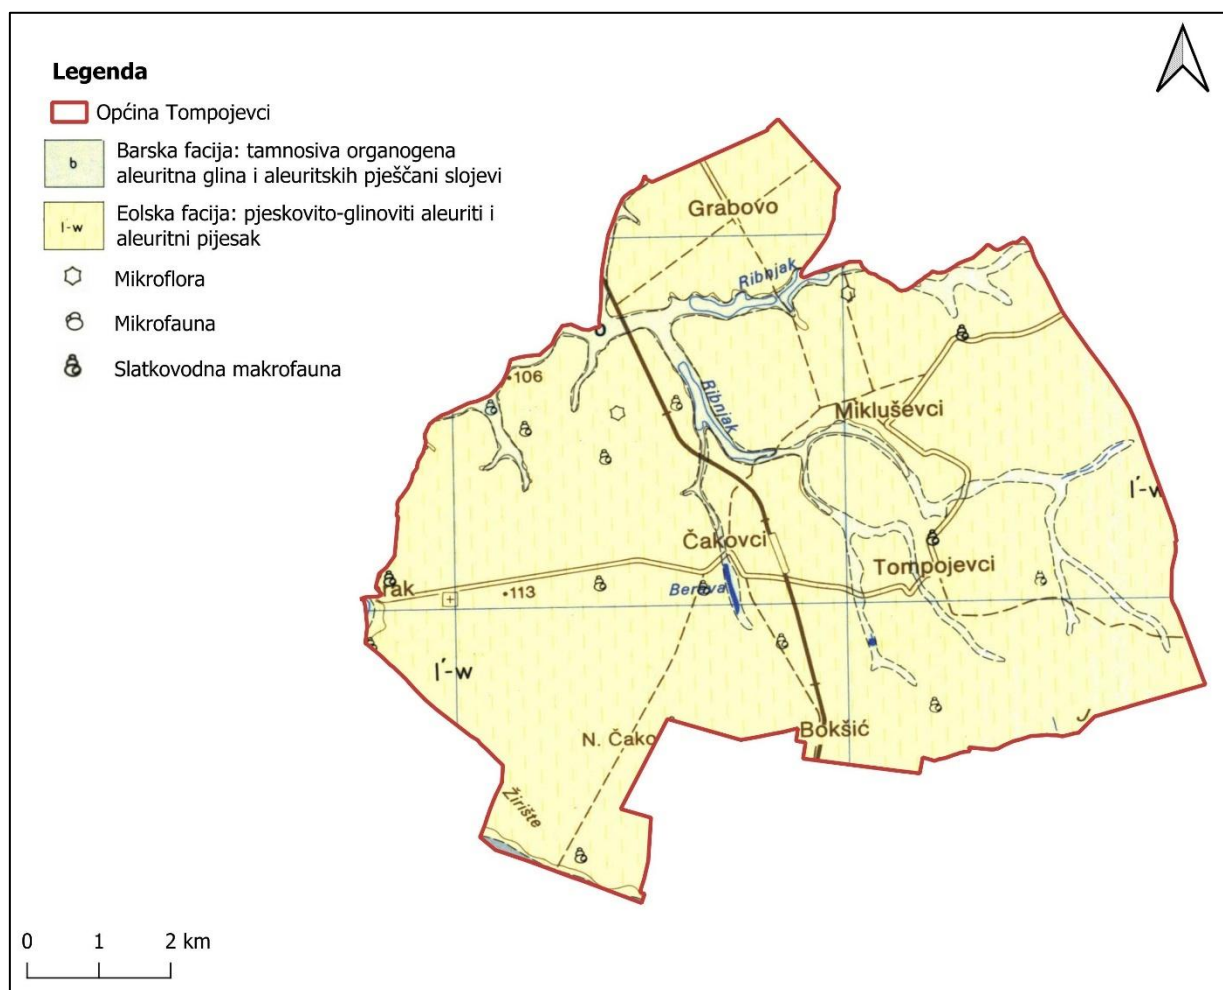 Legenda
Općina Tompojevci
b
Barska facija: tamnosiva organogena
aleuritna glina i aleuritskih pješčani slojevi
l-w
Eolska facija: pjeskovito-glinoviti aleuriti i
aleuritni pijesak
Mikroflora
Mikrofauna
Slatkovodna makrofauna
Grabovo
Ribnjak
106
Ribnjak
Mikluševci
l'-w
Čakovci
Tompojevci
ak
113
Berava
l'-w
N. Čako
Bokšić
Žirište
0 1 2 km